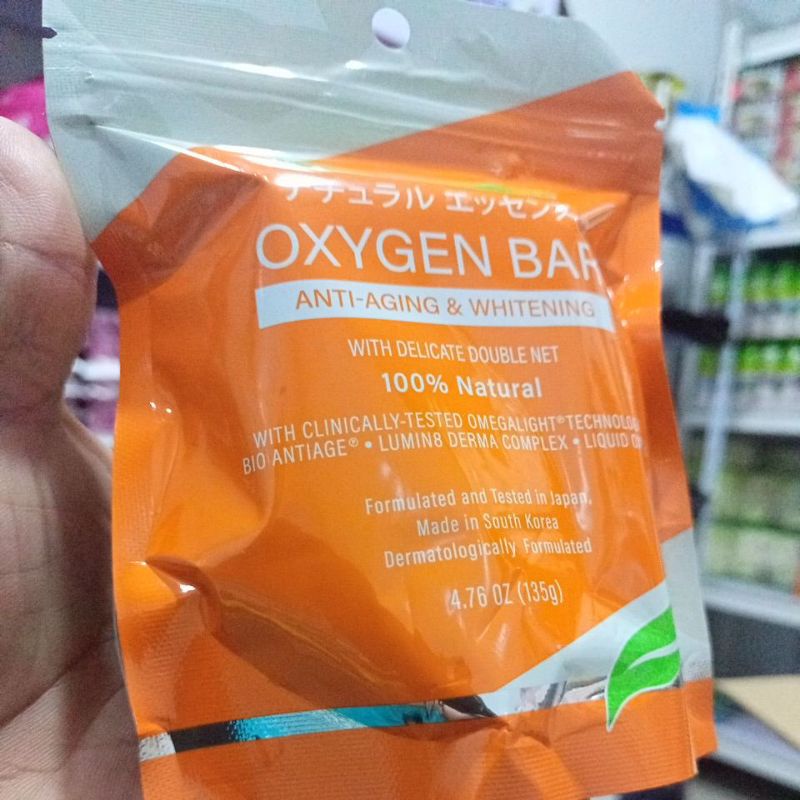 ナチュラル エッセンス
OXYGEN BAR
ANTI-AGING & WHITENING
WITH DELICATE DOUBLE NET
100% Natural
WITH CLINICALLY-TESTED OMEGALIGHT® TECHNOLO
BIO ANTIAGE® • LUMIN8 DERMA COMPLEX • LIQUID
Formulated and Tested in Japan,
Made in South Korea
Dermatologically Formulated
4.76 OZ (135g)